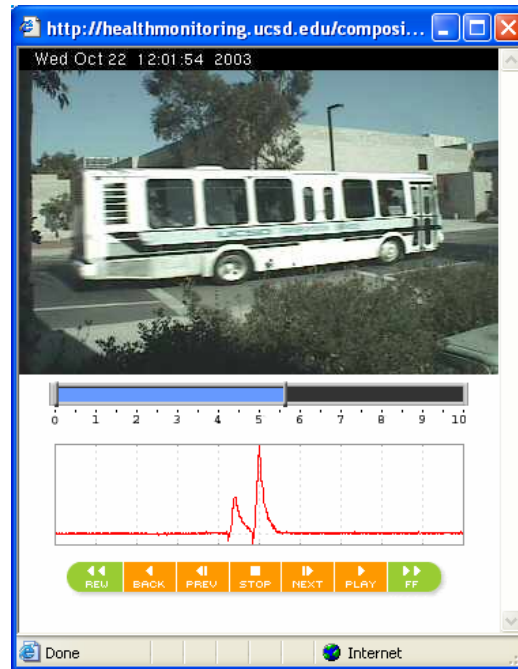 http://healthmonitoring.ucsd.edu/composi...
Wed Oct 22 12:01:54 2003
0 1 2 3 4 5 6 7 8 9 10
REW BACK PREV STOP NEXT PLAY FF
Done Internet